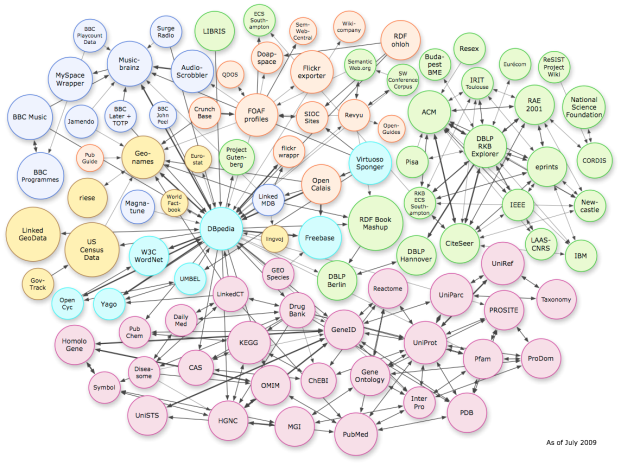 BBC
Playcount
Data
Surge
Radio
LIBRIS
ECS
South-
ampton
Sem-
Web-
Central
Wiki-
company
RDF
ohloh
Music-
brainz
Doap-
space
Buda-
pest
BME
Resex
MySpace
Wrapper
Audio-
Scrobbler
QDOS
Flickr
exporter
Semantic
Web.org
SW
Conference
Corpus
IRIT
Toulouse
Eurécom
ReSIST
Project
Wiki
BBC Music
Jamendo
BBC
Later +
TOTP
BBC
John
Peel
Crunch
Base
FOAF
profiles
SIOC
Sites
Revyu
Open-
Guides
ACM
RAE
2001
National
Science
Foundation
DBLP
RKB
Explorer
BBC
Programmes
Pub
Guide
Geo-
names
Euro-
stat
Project
Guten-
berg
flickr
wrappr
Virtuoso
Sponger
Pisa
eprints
CORDIS
Open
Calais
riese
Magna-
tune
World
Fact-
book
Linked
MDB
RKB
ECS
South-
ampton
IEEE
New-
castle
Linked
GeoData
US
Census
Data
DBpedia
lingvoj
Freebase
RDF Book
Mashup
CiteSeer
LAAS-
CNRS
IBM
W3C
WordNet
DBLP
Hannover
UniRef
Gov-
Track
Open
Cyc
Yago
UMBEL
GEO
Species
DBLP
Berlin
LinkedCT
Reactome
UniParc
Taxonomy
Daily
Med
Drug
Bank
PROSITE
Homolo
Gene
Pub
Chem
KEGG
GeneID
UniProt
Pfam
ProDom
Disea-
some
CAS
ChEBI
Gene
Ontology
Symbol
OMIM
Inter
Pro
UniSTS
HGNC
MGI
PubMed
PDB
As of July 2009